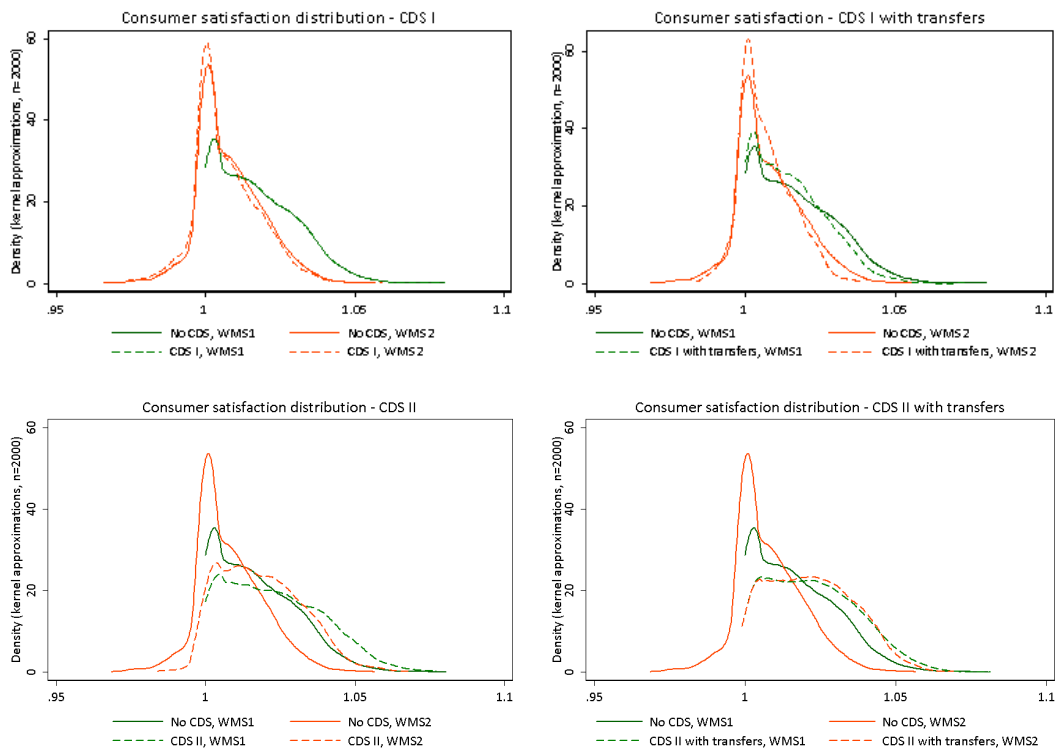 Consumer satisfaction distribution - CDS I
Density (kernel approximations, n=2000)
60
40
20
0
.95
1
1.05
1.1
No CDS, WMS1
No CDS, WMS2
CDS I, WMS1
CDS I, WMS2
Consumer satisfaction - CDS I with transfers
Density (kernel approximations, n=2000)
60
40
20
0
.95
1
1.05
1.1
No CDS, WMS1
No CDS, WMS2
CDS I with transfers, WMS1
CDS I with transfers, WMS2
Consumer satisfaction distribution - CDS II
Density (kernel approximations, n=2000)
60
40
20
0
.95
1
1.05
1.1
No CDS, WMS1
No CDS, WMS2
CDS II, WMS1
CDS II, WMS2
Consumer satisfaction distribution - CDS II with transfers
Density (kernel approximations, n=2000)
60
40
20
0
.95
1
1.05
1.1
No CDS, WMS1
No CDS, WMS2
CDS II with transfers, WMS1
CDS II with transfers, WMS2